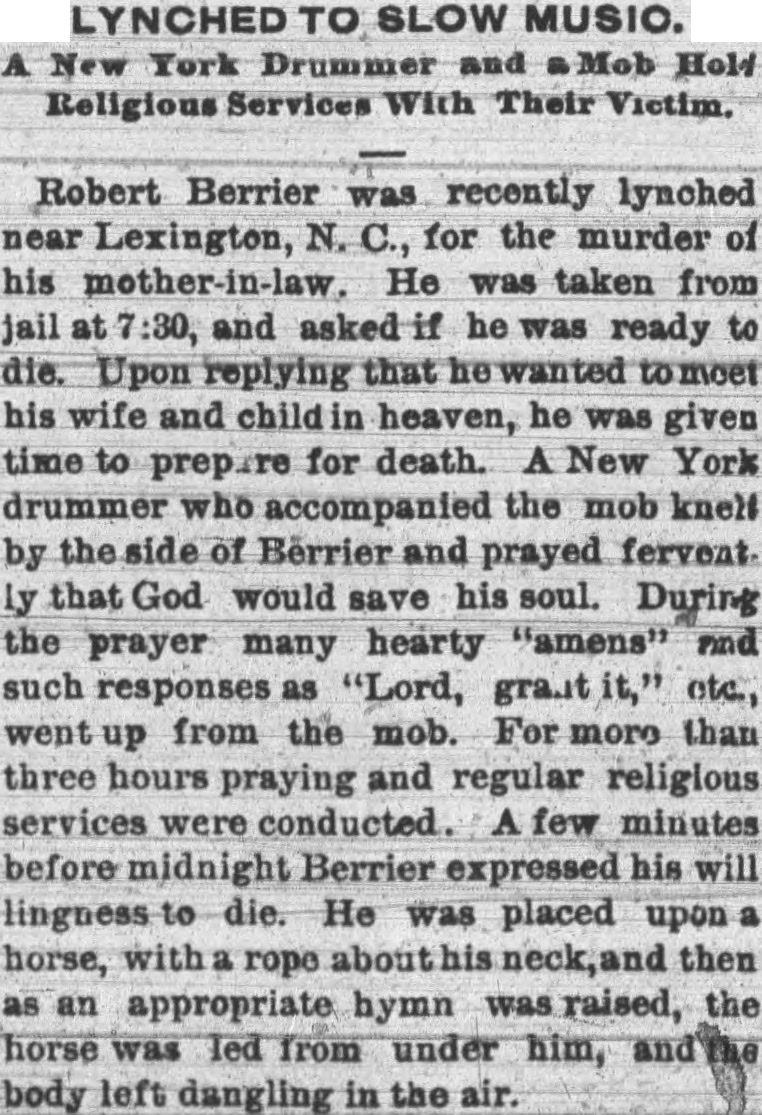 LYNCHED TO SLOW MUSIC.
A New York Drummer and a Mob Hold
Religious Services With Their Victim.
Robert Berrier was recently lynched
near Lexington, N. C., for the murder of
his mother-in-law. He was taken from
jail at 7:30, and asked if he was ready to
die. Upon replying that he wanted to meet
his wife and child in heaven, he was given
time to prepare for death. A New York
drummer who accompanied the mob knelt
by the side of Berrier and prayed fervent-
ly that God would save his soul. During
the prayer many hearty "amens" and
such responses as "Lord, grant it," etc.,
went up from the mob. For more than
three hours praying and regular religious
services were conducted. A few minutes
before midnight Berrier expressed his will
lingness to die. He was placed upon a
horse, with a rope about his neck, and then
as an appropriate hymn was raised, the
horse was led from under him, and the
body left dangling in the air.